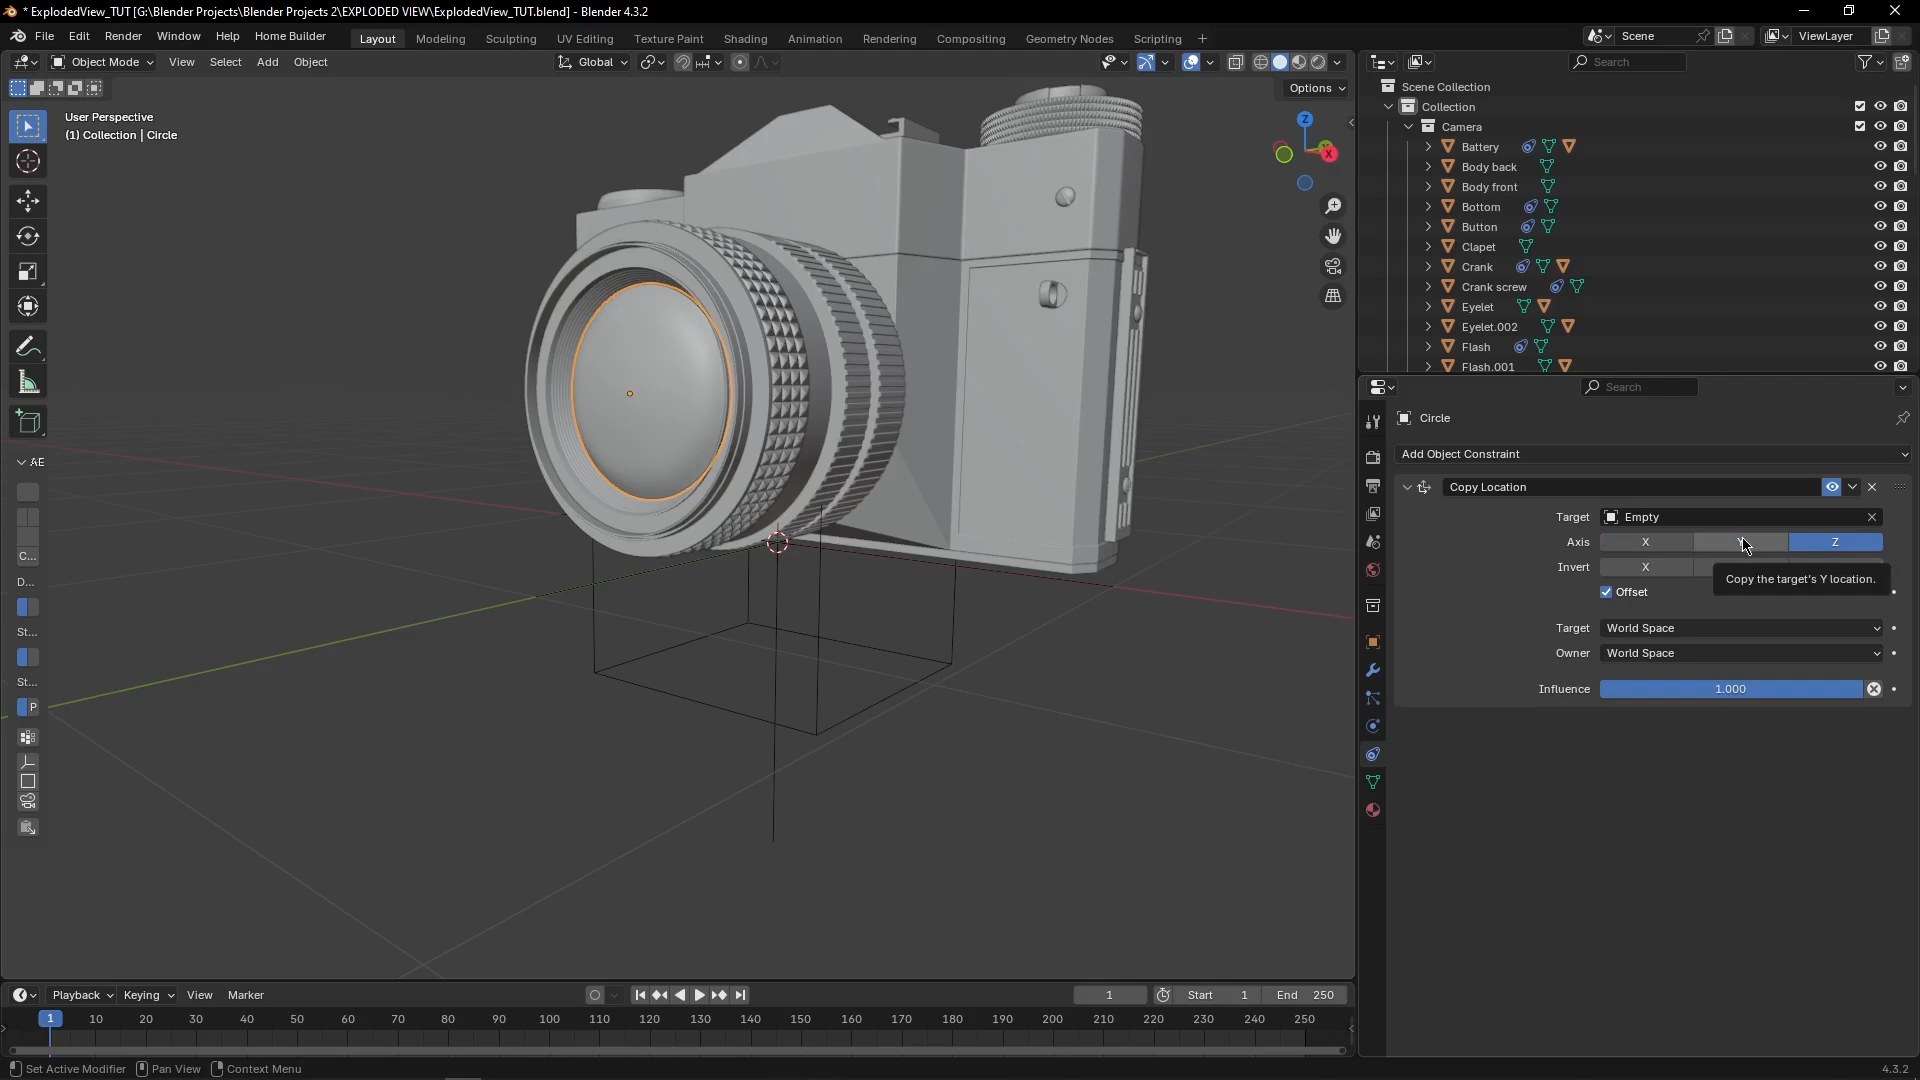 * ExplodedView_TUT [G:\Blender Projects\Blender Projects 2\EXPLODED VIEW\ExplodedView_TUT.blend] - Blender 4.3.2
File Edit Render Window Help Home Builder Layout Modeling Sculpting UV Editing Texture Paint Shading Animation Rendering Compositing Geometry Nodes Scripting + Scene ViewLayer
Object Mode View Select Add Object Global Search
Options
User Perspective
(1) Collection | Circle
Z
X
AE
C...
D...
St...
St...
P
Scene Collection
Collection
Camera
Battery
Body back
Body front
Bottom
Button
Clapet
Crank
Crank screw
Eyelet
Eyelet.002
Flash
Flash.001
Search
Circle
Add Object Constraint
Copy Location
Target Empty
Axis X Y Z
Invert X
Copy the target's Y location.
Offset
Target World Space
Owner World Space
Influence 1.000
Playback Keying View Marker 1 Start 1 End 250
1 10 20 30 40 50 60 70 80 90 100 110 120 130 140 150 160 170 180 190 200 210 220 230 240 250
Set Active Modifier Pan View Context Menu 4.3.2